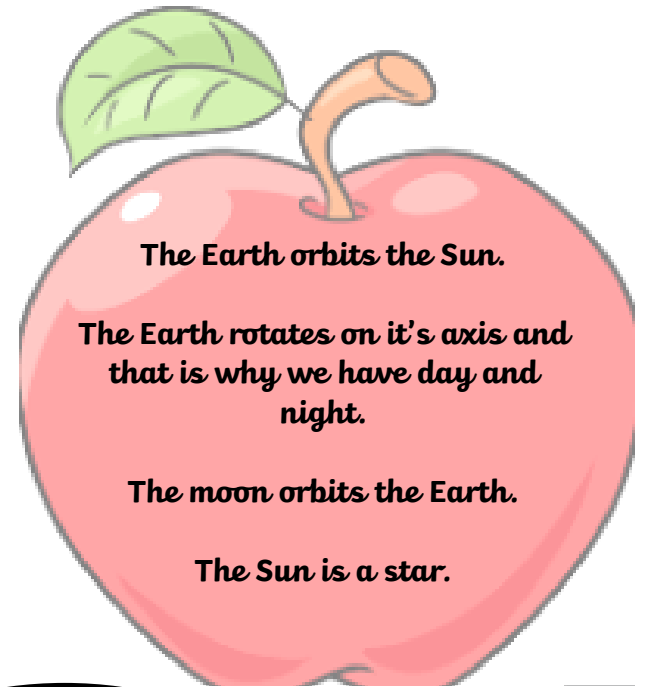 The Earth orbits the Sun.
The Earth rotates on it's axis and
that is why we have day and
night.
The moon orbits the Earth.
The Sun is a star.